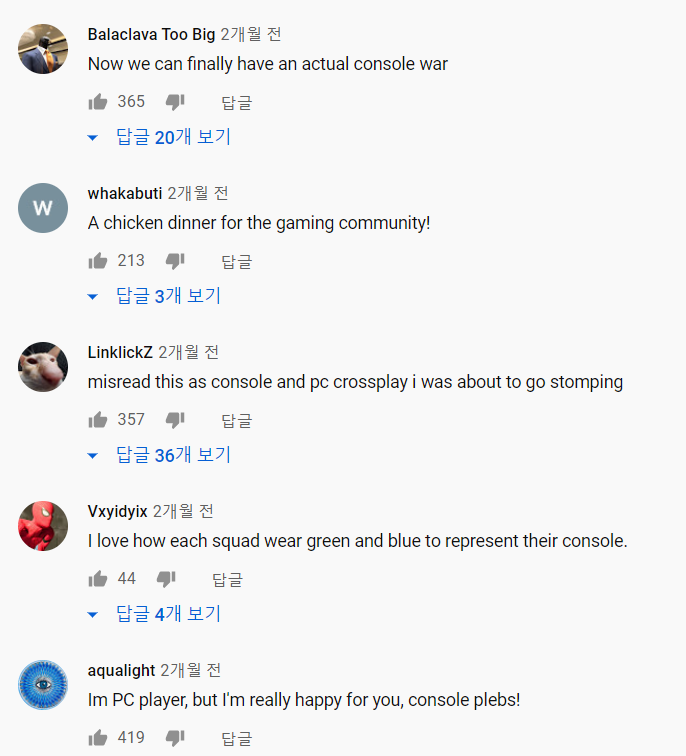 Balaclava Too Big 2개월 전
Now we can finally have an actual console war
365 답글
답글 20개 보기
W
whakabuti 2개월 전
A chicken dinner for the gaming community!
213 답글
답글 3개 보기
LinklickZ 2개월 전
misread this as console and pc crossplay i was about to go stomping
357 답글
답글 36개 보기
Vxyidyix 2개월 전
I love how each squad wear green and blue to represent their console.
44 답글
답글 4개 보기
aqualight 2개월 전
Im PC player, but I'm really happy for you, console plebs!
419 답글